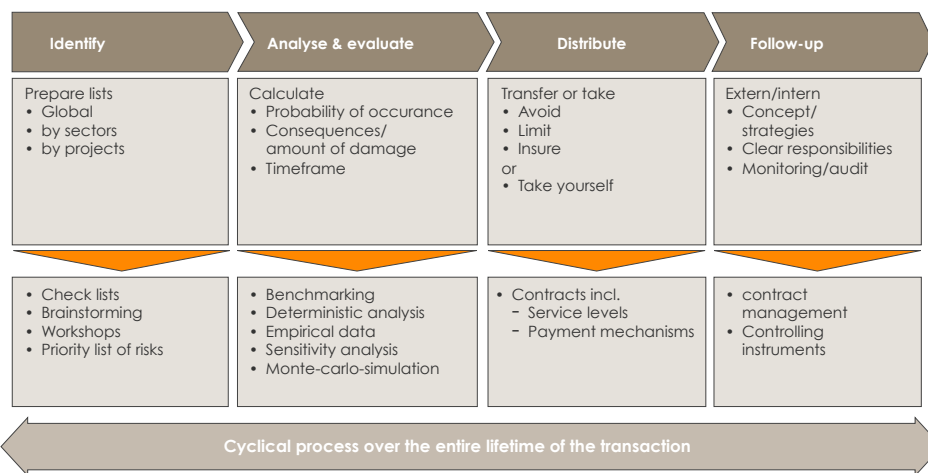 Identify
Analyse & evaluate
Distribute
Follow-up
Prepare lists
• Global
• by sectors
• by projects
Calculate
• Probability of occurance
• Consequences/
amount of damage
• Timeframe
Transfer or take
• Avoid
• Limit
• Insure
or
• Take yourself
Extern/intern
• Concept/
strategies
• Clear responsibilities
• Monitoring/audit
• Check lists
• Brainstorming
• Workshops
• Priority list of risks
• Benchmarking
• Deterministic analysis
• Empirical data
• Sensitivity analysis
• Monte-carlo-simulation
• Contracts incl.
– Service levels
– Payment mechanisms
• contract
management
• Controlling
instruments
Cyclical process over the entire lifetime of the transaction